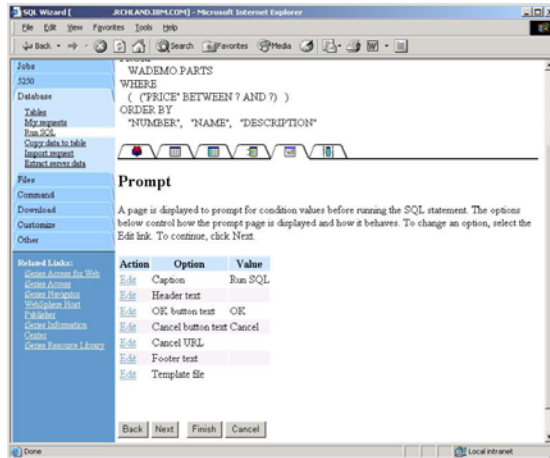 SQL Wizard [ .RCHLAND.IBM.COM] - Microsoft Internet Explorer
File Edit View Favorites Tools Help
Back Search Favorites Media
Jobs
5250
Database
Tables
My requests
Run SQL
Copy data to table
Import request
Extract server data
Files
Command
Download
Customize
Other
Related Links:
iSeries Access for Web
iSeries Access
iSeries Navigator
WebSphere Host
Publisher
iSeries Information
Center
iSeries Resource Library
WADEMO.PARTS
WHERE
( ("PRICE" BETWEEN ? AND ?) )
ORDER BY
"NUMBER", "NAME", "DESCRIPTION"
Prompt
A page is displayed to prompt for condition values before running the SQL statement. The options
below control how the prompt page is displayed and how it behaves. To change an option, select the
Edit link. To continue, click Next.
Action Option Value
Edit Caption Run SQL
Edit Header text
Edit OK button text OK
Edit Cancel button text Cancel
Edit Cancel URL
Edit Footer text
Edit Template file
Back Next Finish Cancel
Done Local intranet